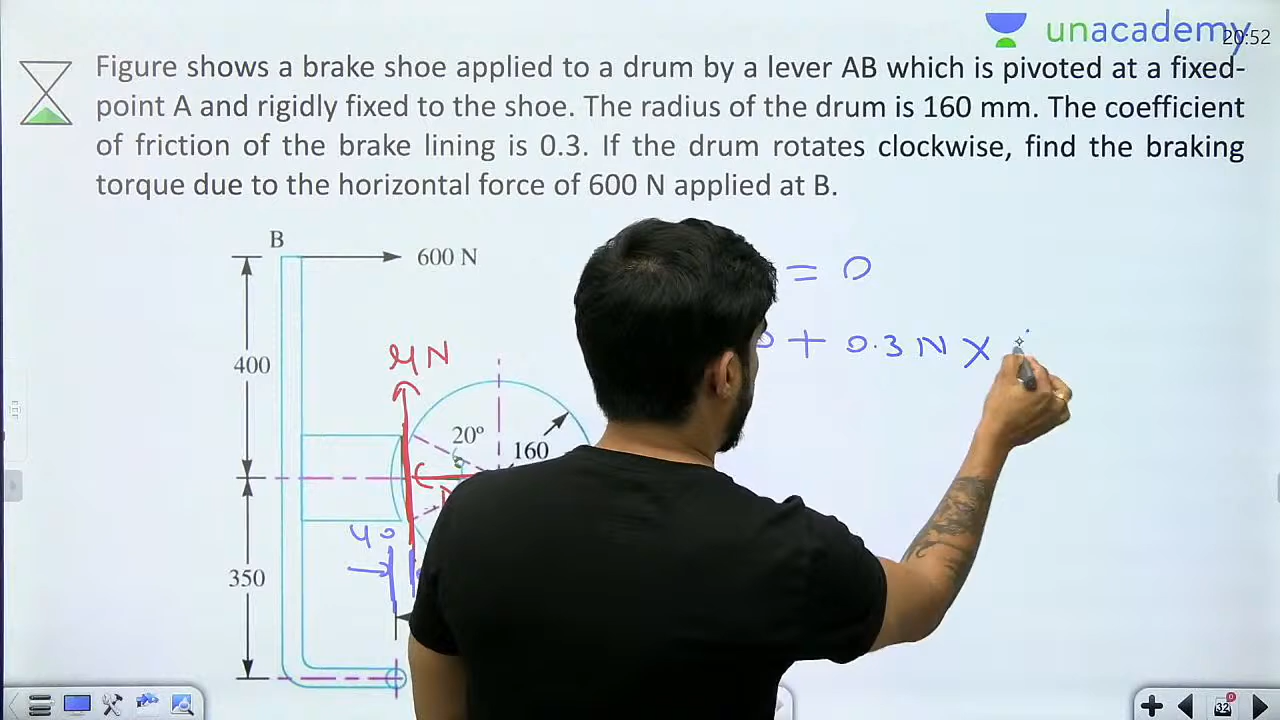 unacademy
20:52
Figure shows a brake shoe applied to a drum by a lever AB which is pivoted at a fixed-
point A and rigidly fixed to the shoe. The radius of the drum is 160 mm. The coefficient
of friction of the brake lining is 0.3. If the drum rotates clockwise, find the braking
torque due to the horizontal force of 600 N applied at B.
B
600 N
= 0
μN
+ 0.3 N ×
400
20º
160
40
350
32